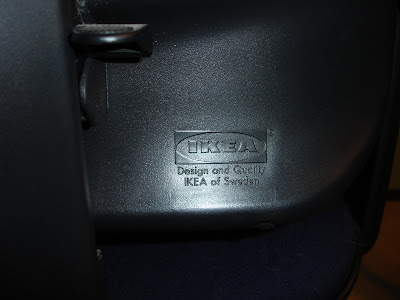 IKEA
Design and Quality
IKEA of Sweden